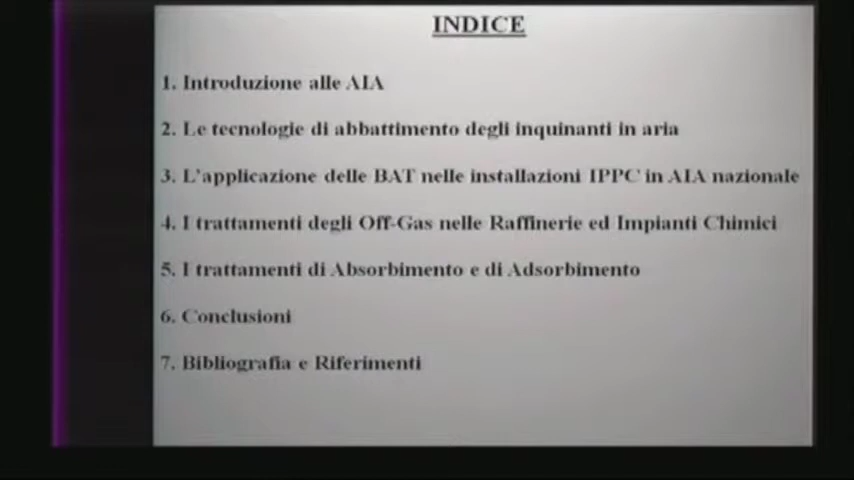 INDICE
1. Introduzione alle AIA
2. Le tecnologie di abbattimento degli inquinanti in aria
3. L'applicazione delle BAT nelle installazioni IPPC in AIA nazionale
4. I trattamenti degli Off-Gas nelle Raffinerie ed Impianti Chimici
5. I trattamenti di Absorbimento e di Adsorbimento
6. Conclusioni
7. Bibliografia e Riferimenti